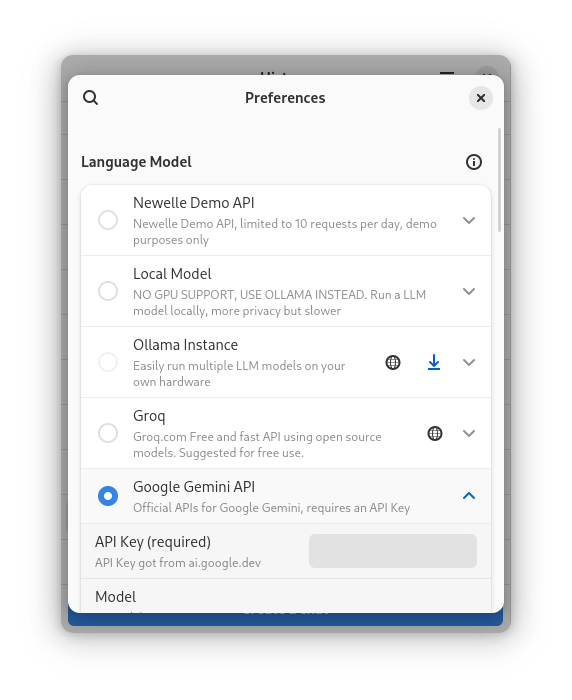 Preferences
Language Model
Newelle Demo API
Newelle Demo API, limited to 10 requests per day, demo
purposes only
Local Model
NO GPU SUPPORT, USE OLLAMA INSTEAD. Run a LLM
model locally, more privacy but slower
Ollama Instance
Easily run multiple LLM models on your
own hardware
Groq
Groq.com Free and fast API using open source
models. Suggested for free use.
Google Gemini API
Official APIs for Google Gemini, requires an API Key
API Key (required)
API Key got from ai.google.dev
Model